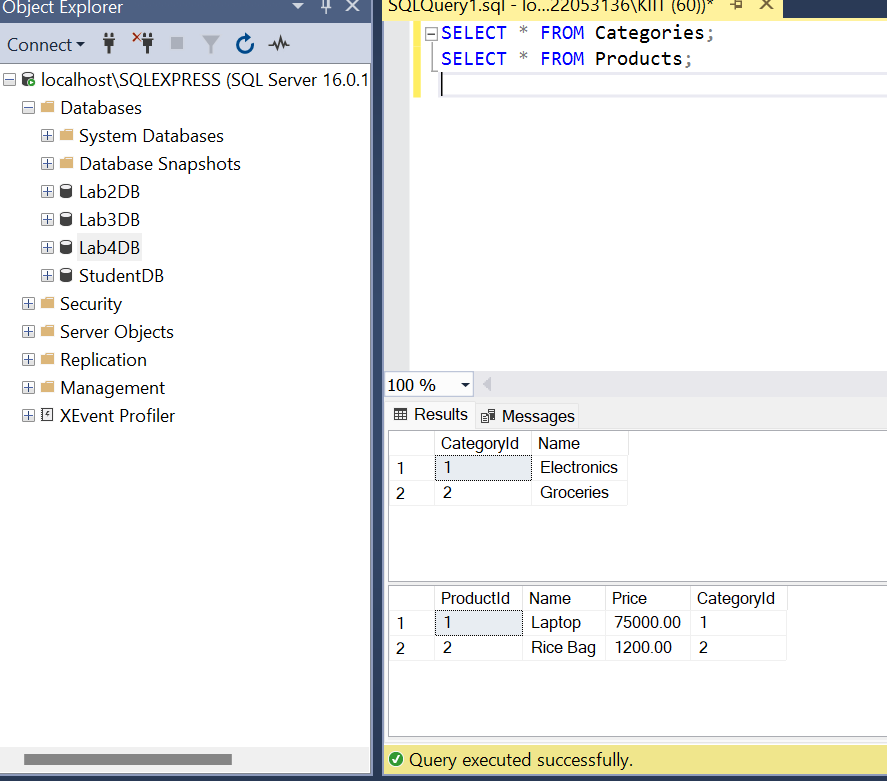 Object Explorer
Connect
localhost\SQLEXPRESS (SQL Server 16.0.1
Databases
System Databases
Database Snapshots
Lab2DB
Lab3DB
Lab4DB
StudentDB
Security
Server Objects
Replication
Management
XEvent Profiler
SQLQuery1.sql - lo...22053136\KIIT (60))*
SELECT * FROM Categories;
SELECT * FROM Products;
100 %
Results Messages
CategoryId Name
1 1 Electronics
2 2 Groceries
ProductId Name Price CategoryId
1 1 Laptop 75000.00 1
2 2 Rice Bag 1200.00 2
Query executed successfully.